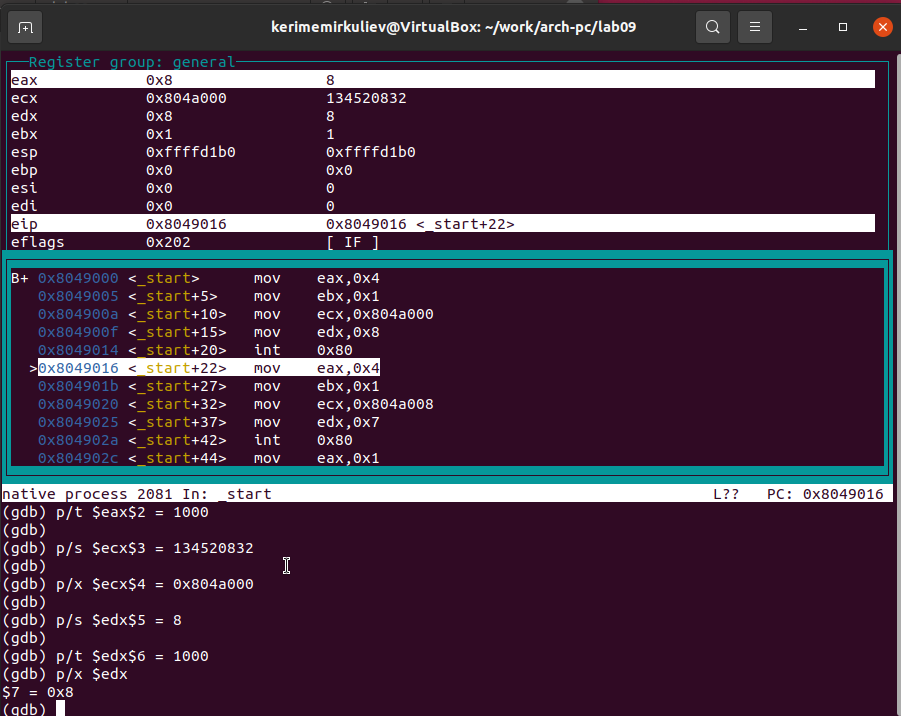 kerimemirkuliev@VirtualBox: ~/work/arch-pc/lab09
Register group: general
eax 0x8 8
ecx 0x804a000 134520832
edx 0x8 8
ebx 0x1 1
esp 0xffffd1b0 0xffffd1b0
ebp 0x0 0x0
esi 0x0 0
edi 0x0 0
eip 0x8049016 0x8049016 <_start+22>
eflags 0x202 [ IF ]
B+ 0x8049000 <_start> mov eax,0x4
0x8049005 <_start+5> mov ebx,0x1
0x804900a <_start+10> mov ecx,0x804a000
0x804900f <_start+15> mov edx,0x8
0x8049014 <_start+20> int 0x80
>0x8049016 <_start+22> mov eax,0x4
0x804901b <_start+27> mov ebx,0x1
0x8049020 <_start+32> mov ecx,0x804a008
0x8049025 <_start+37> mov edx,0x7
0x804902a <_start+42> int 0x80
0x804902c <_start+44> mov eax,0x1
native process 2081 In: _start L?? PC: 0x8049016
(gdb) p/t $eax$2 = 1000
(gdb)
(gdb) p/s $ecx$3 = 134520832
(gdb)
(gdb) p/x $ecx$4 = 0x804a000
(gdb)
(gdb) p/s $edx$5 = 8
(gdb)
(gdb) p/t $edx$6 = 1000
(gdb) p/x $edx
$7 = 0x8
(gdb)